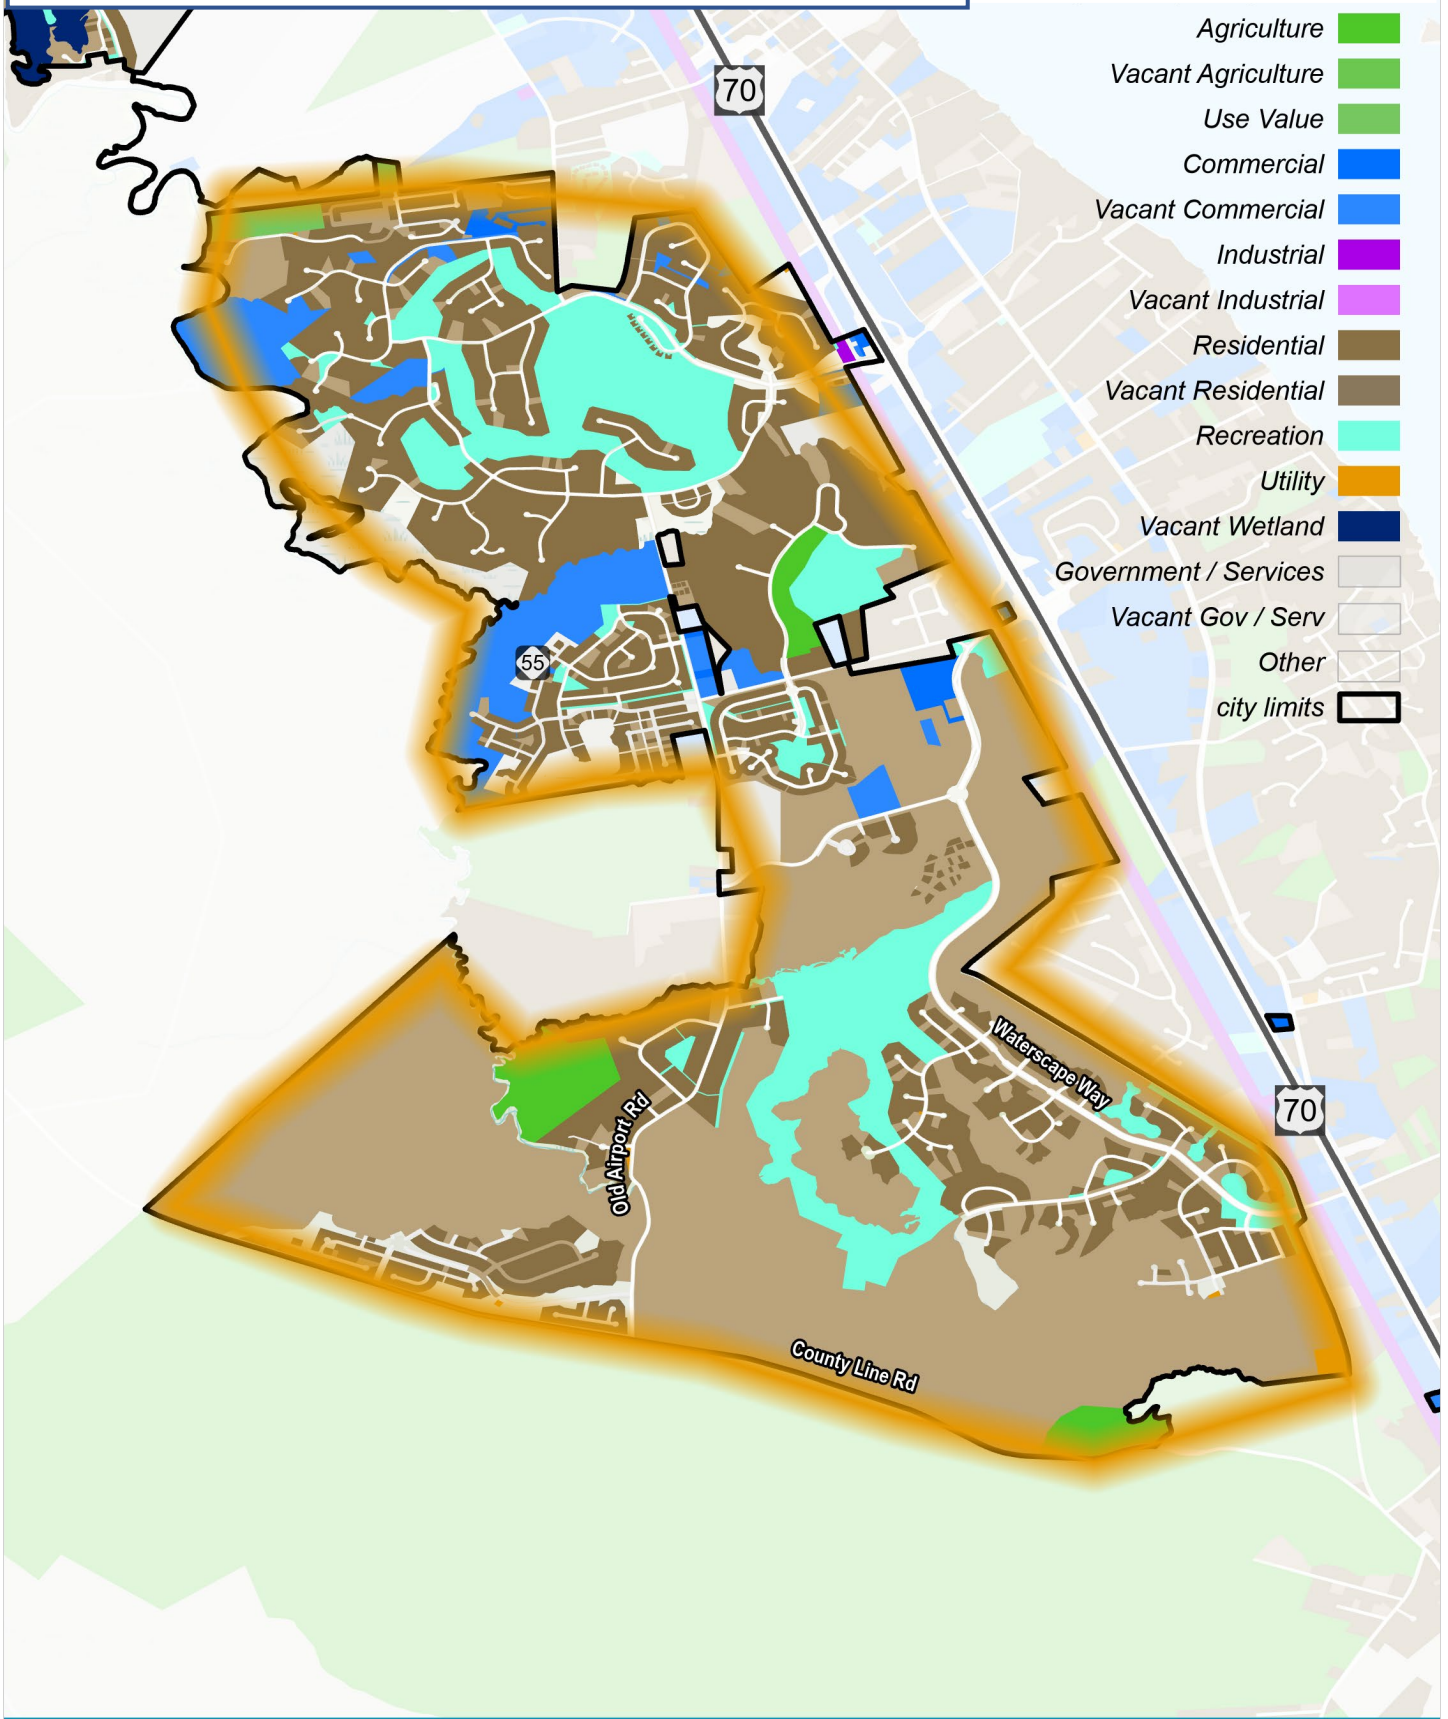 Agriculture
Vacant Agriculture
Use Value
Commercial
Vacant Commercial
Industrial
Vacant Industrial
Residential
Vacant Residential
Recreation
Utility
Vacant Wetland
Government / Services
Vacant Gov / Serv
Other
city limits
70
55
Waterscape Way
Old Airport Rd
70
County Line Rd